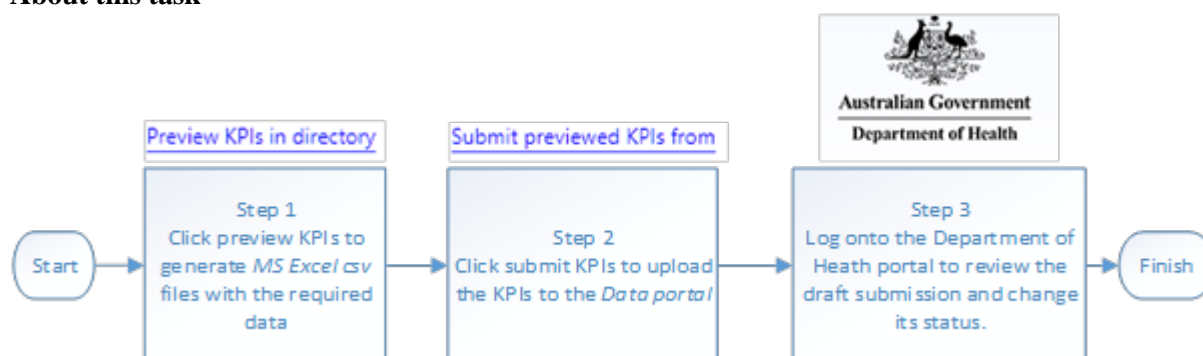 About this task
Australian Government
Department of Health
Preview KPIs in directory
Submit previewed KPIs from
Start
Step 1
Click preview KPIs to
generate MS Excel csv
files with the required
data
Step 2
Click submit KPIs to upload
the KPIs to the Data portal
Step 3
Log onto the Department of
Heath portal to review the
draft submission and change
its status.
Finish